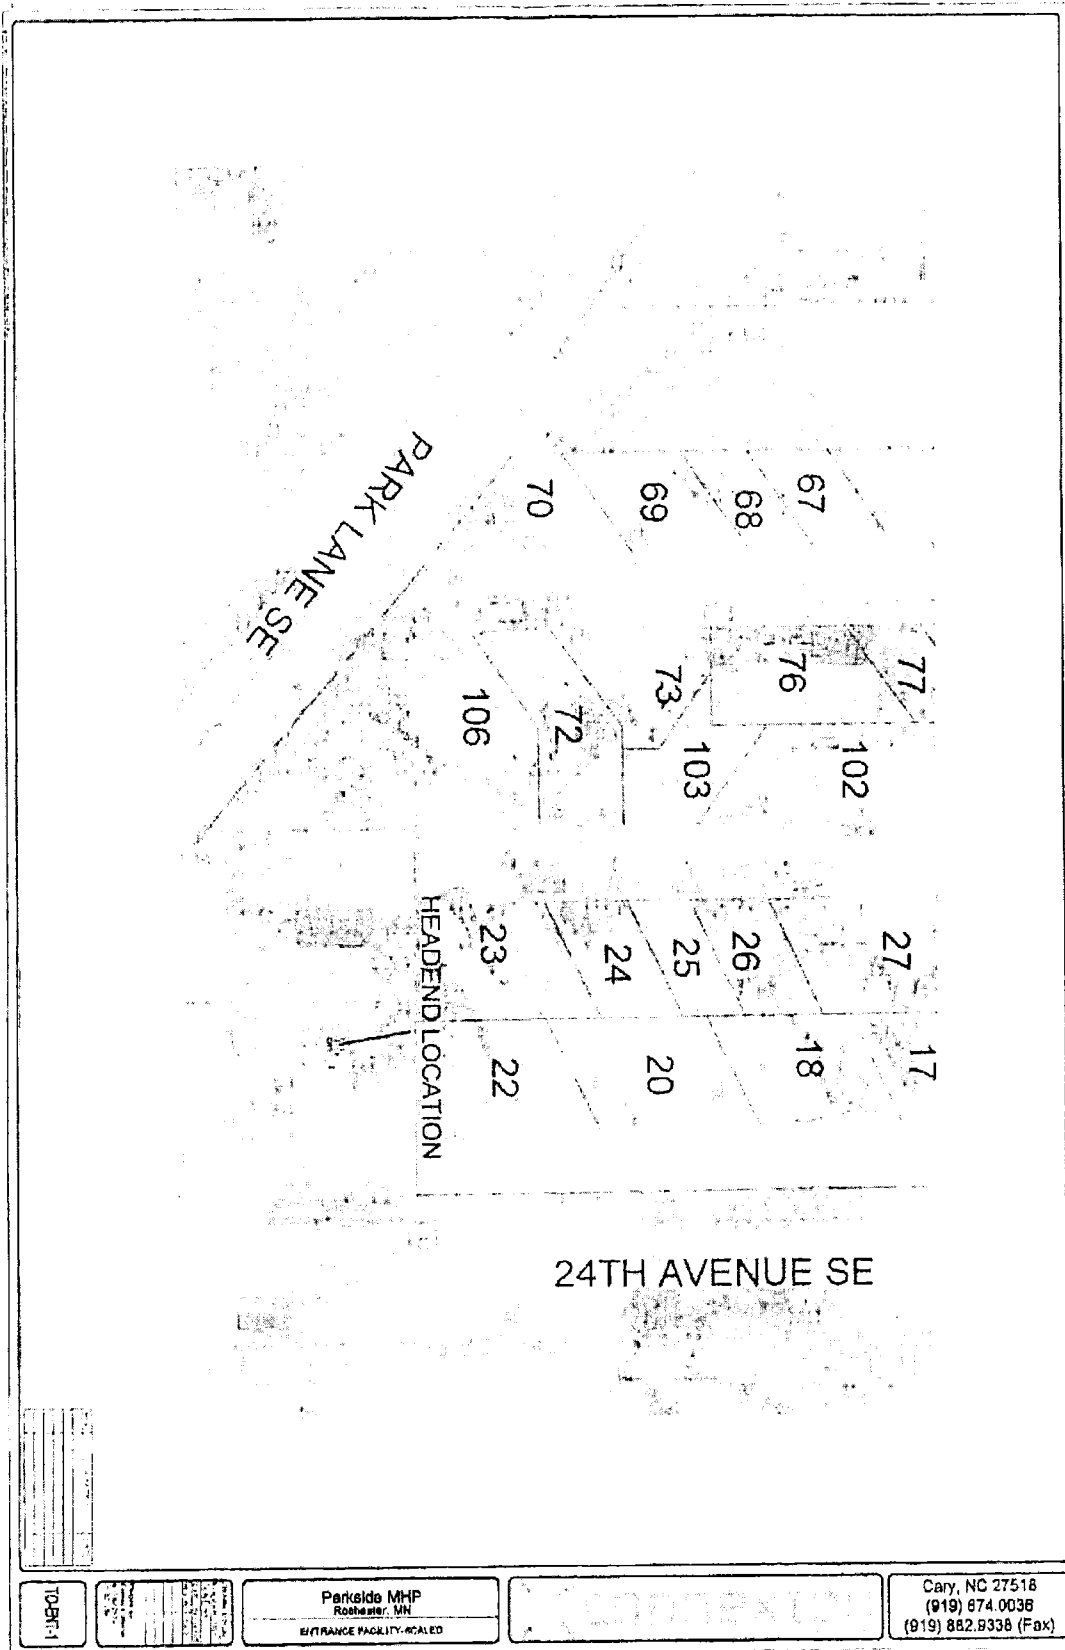 PARK LANE SE
70
69
68
67
106
72
73
76
77
103
102
HEADEND LOCATION
23
24
25
26
27
22
20
18
17
24TH AVENUE SE
TO-ENT-1
Parkside MHP
Rochester, MN
ENTRANCE FACILITY-SCALED
Cary, NC 27518
(919) 674.0036
(919) 882.9338 (Fax)